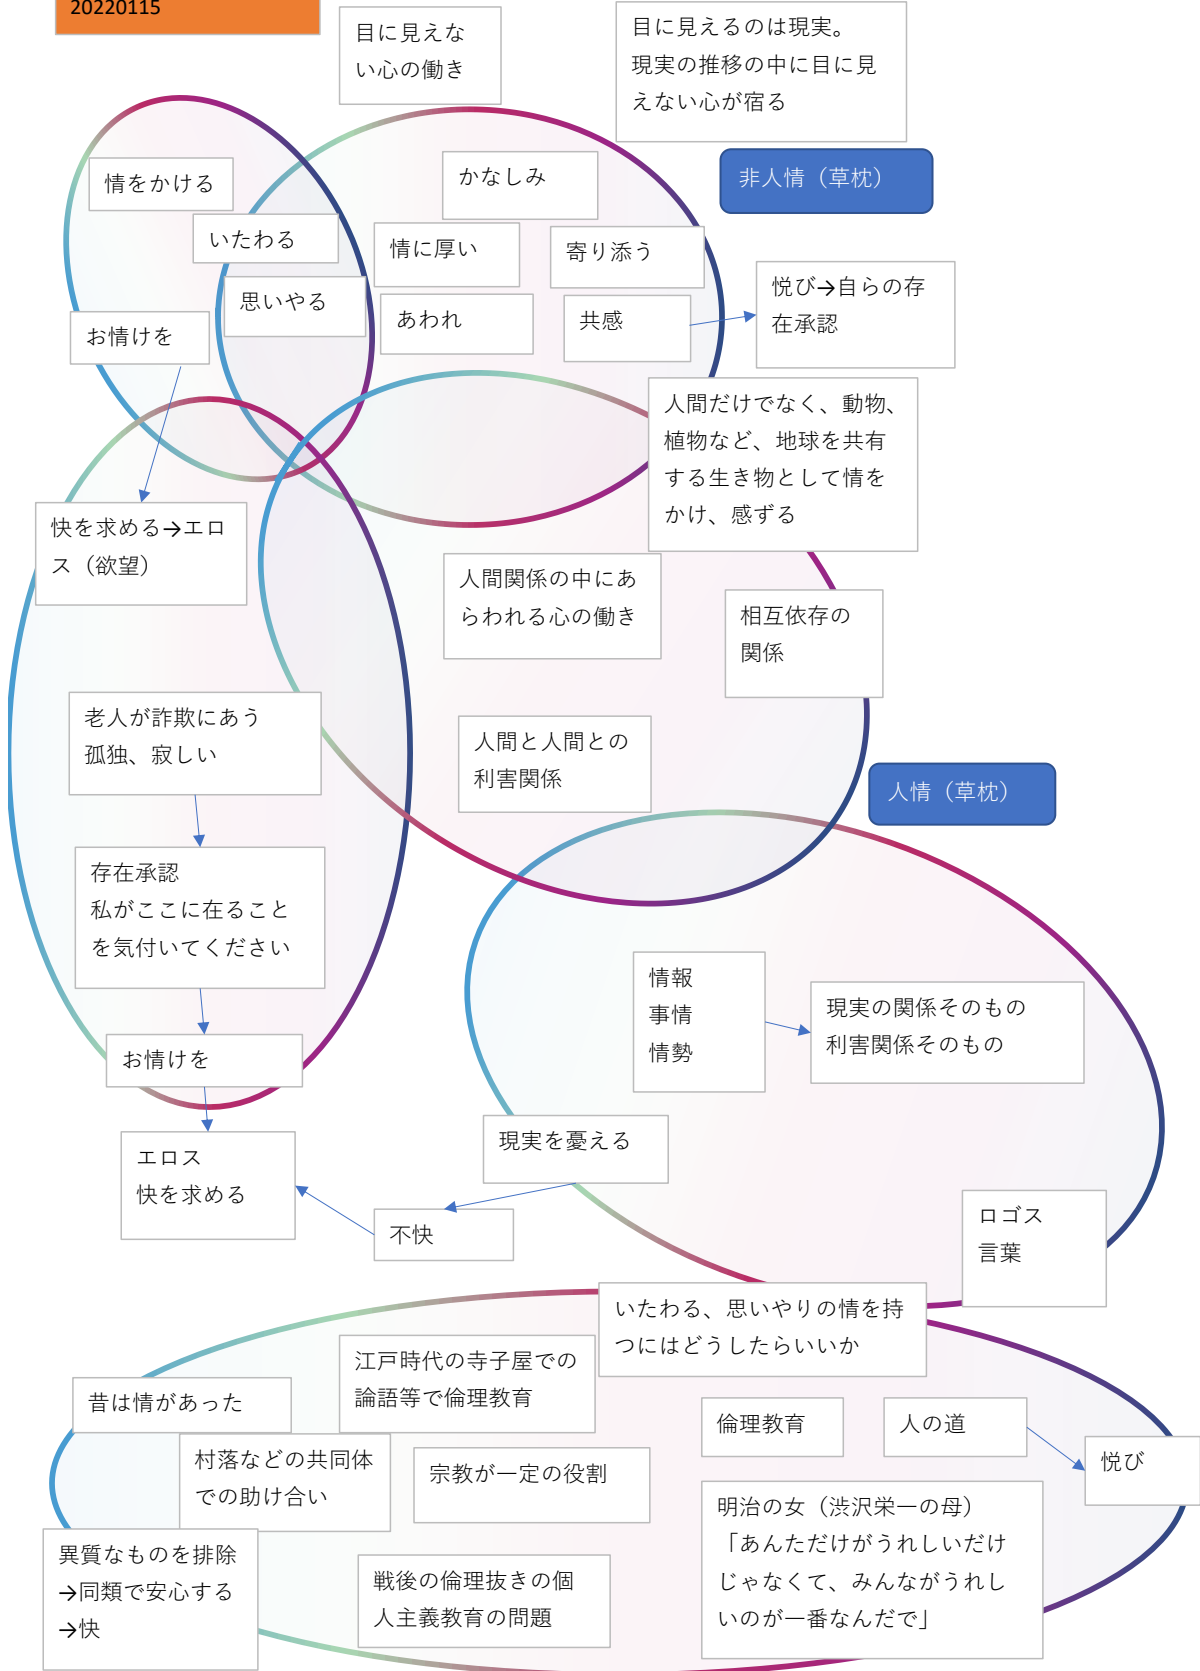 20220115
目に見えな
い心の働き
目に見えるのは現実。
現実の推移の中に目に見
えない心が宿る
非人情（草枕）
情をかける
かなしみ
いたわる
情に厚い
寄り添う
思いやる
あわれ
共感
悦び→自らの存
在承認
お情けを
人間だけでなく、動物、
植物など、地球を共有
する生き物として情を
かけ、感ずる
快を求める→エロ
ス（欲望）
人間関係の中にあ
らわれる心の働き
相互依存の
関係
老人が詐欺にあう
孤独、寂しい
人間と人間との
利害関係
人情（草枕）
存在承認
私がここに在ること
を気付いてください
情報
事情
情勢
現実の関係そのもの
利害関係そのもの
お情けを
現実を憂える
エロス
快を求める
不快
ロゴス
言葉
いたわる、思いやりの情を持
つにはどうしたらいいか
江戸時代の寺子屋での
論語等で倫理教育
昔は情があった
倫理教育
人の道
悦び
村落などの共同体
での助け合い
宗教が一定の役割
明治の女（渋沢栄一の母）
「あんただけがうれしいだけ
じゃなくて、みんながうれし
いのが一番なんだで」
異質なものを排除
→同類で安心する
→快
戦後の倫理抜きの個
人主義教育の問題